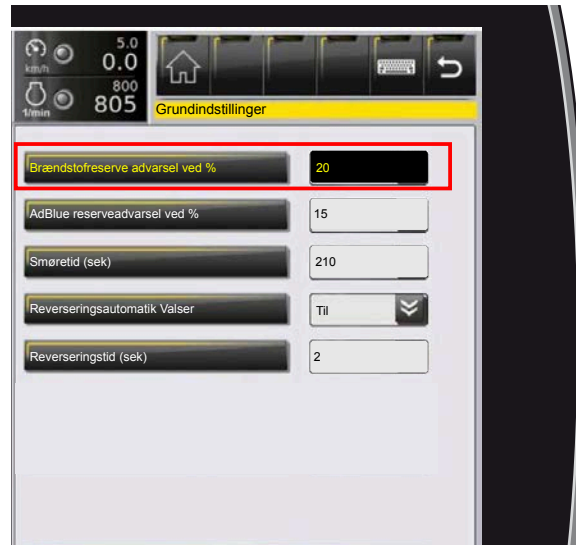 5.0
km/h 0.0
800
1/min 805
Grundindstillinger
Brændstofreserve advarsel ved % 20
AdBlue reserveadvarsel ved % 15
Smøretid (sek) 210
Reverseringsautomatik Valser Til
Reverseringstid (sek) 2